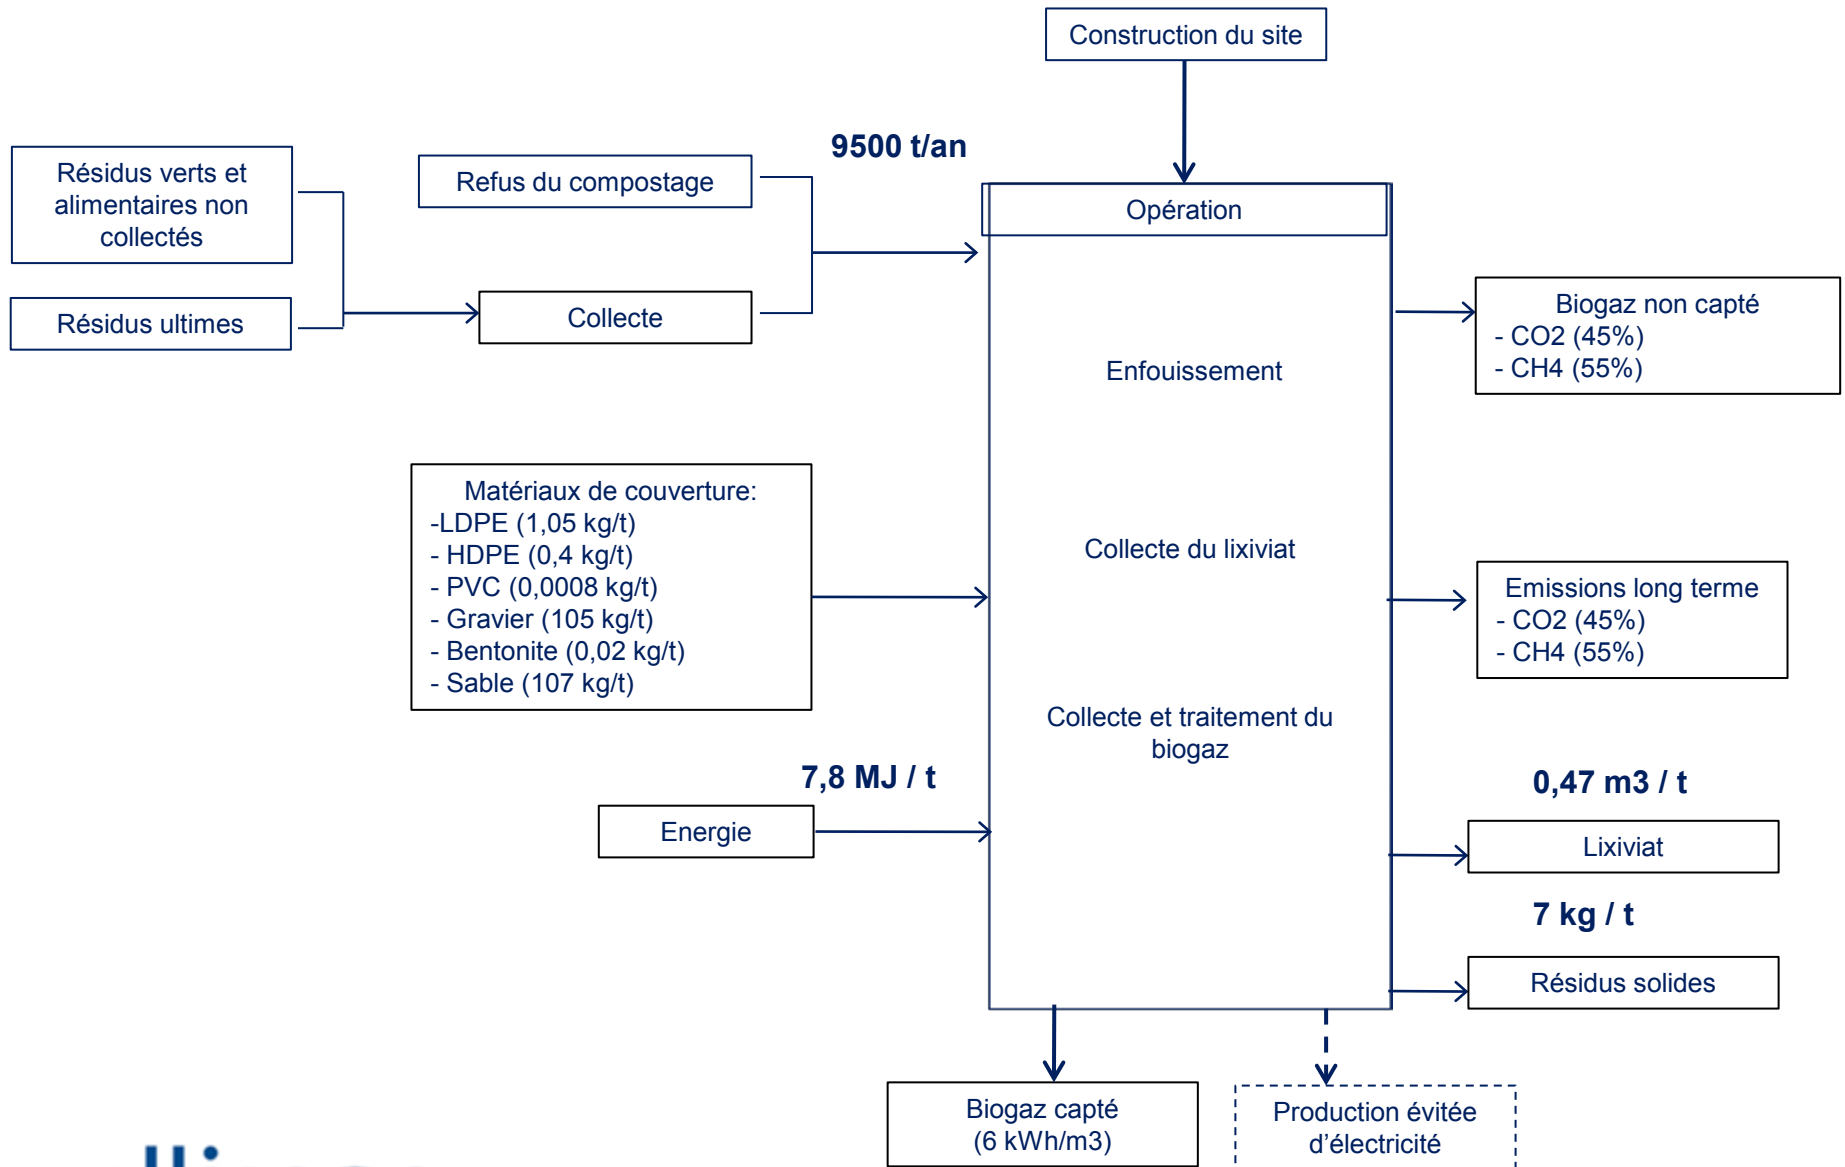 Construction du site
9500 t/an
Résidus verts et
alimentaires non
collectés
Refus du compostage
Opération
Résidus ultimes
Collecte
Biogaz non capté
- CO2 (45%)
- CH4 (55%)
Enfouissement
Matériaux de couverture:
-LDPE (1,05 kg/t)
- HDPE (0,4 kg/t)
- PVC (0,0008 kg/t)
- Gravier (105 kg/t)
- Bentonite (0,02 kg/t)
- Sable (107 kg/t)
Collecte du lixiviat
Emissions long terme
- CO2 (45%)
- CH4 (55%)
Collecte et traitement du
biogaz
7,8 MJ / t
Energie
0,47 m3 / t
Lixiviat
7 kg / t
Résidus solides
Biogaz capté
(6 kWh/m3)
Production évitée
d'électricité